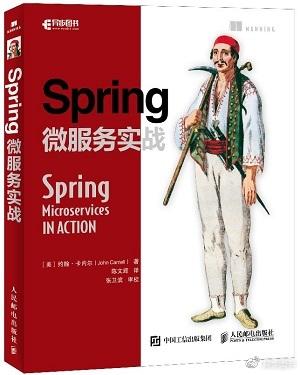 异步图书
MANNING
Spring
微服务实战
Spring
Microservices
IN ACTION
[美] 约翰·卡内尔 (John Carnell) 著
陈文辉 译
张卫滨 审校
中国工信出版集团
人民邮电出版社
Spring
微服务实战
人民邮电出版社